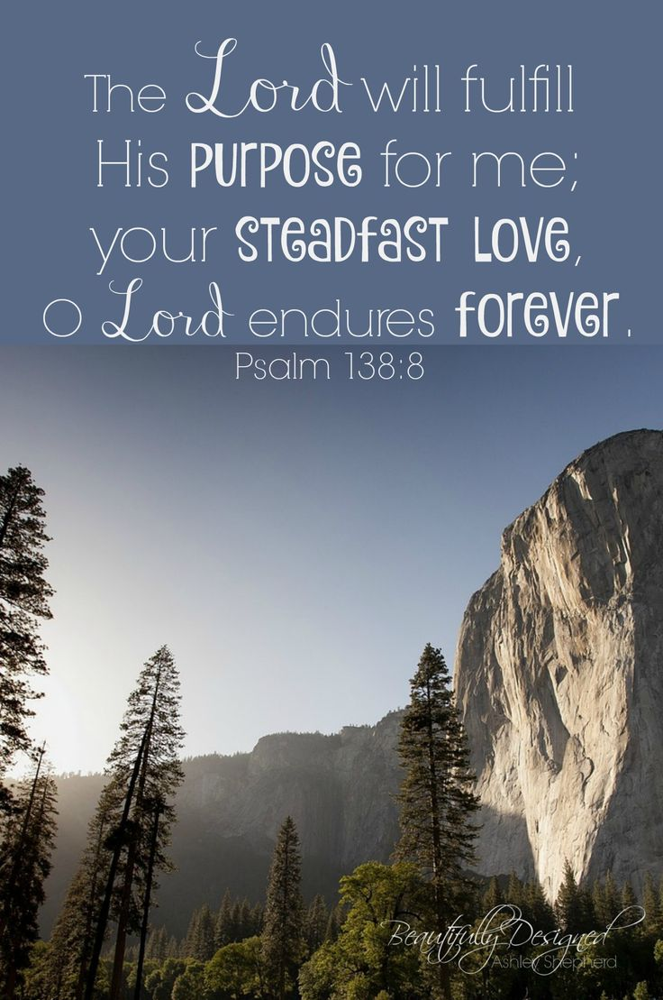 The Lord will fulfill
His purpose for me;
your steadfast love,
O Lord endures forever.
Psalm 138:8
Beautifully Designed
Ashley Shepherd